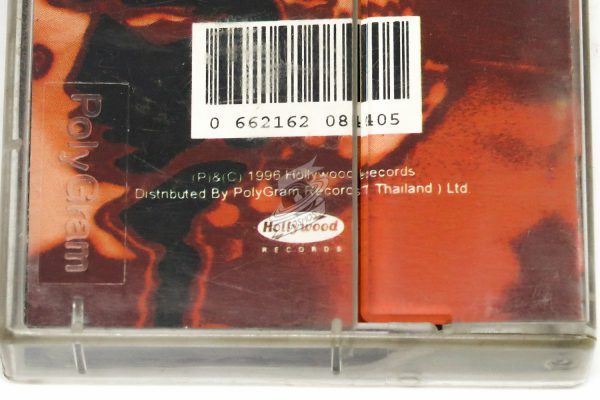 0 662162 084405
(P)&(C) 1996 Hollywood Records
Distributed By PolyGram Records( Thailand ) Ltd
Hollywood
RECORDS
PolyGram